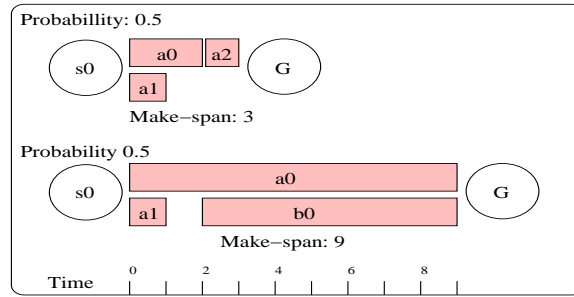 Probabillity: 0.5
s0
a0
a2
G
a1
Make-span: 3
Probability 0.5
s0
a0
G
a1
b0
Make-span: 9
0 2 4 6 8
Time